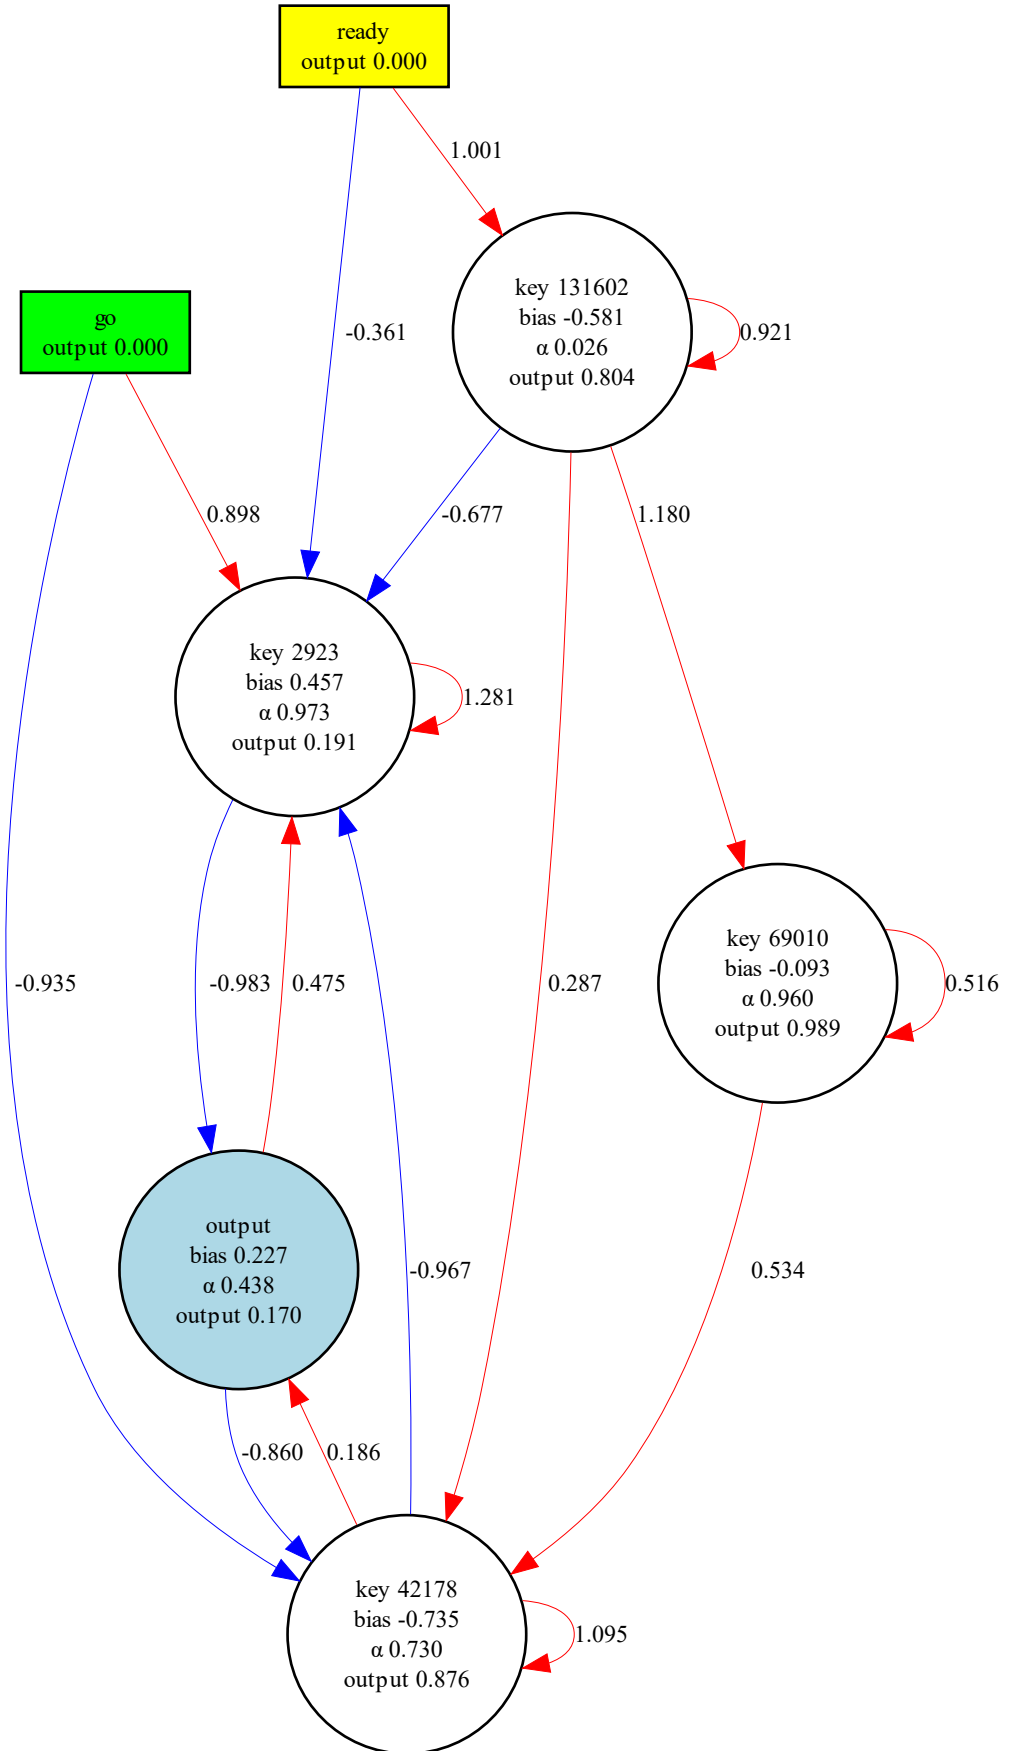 ready
output 0.000
1.001
key 131602
bias -0.581
α 0.026
output 0.804
0.921
go
output 0.000
-0.361
0.898
-0.677
1.180
key 2923
bias 0.457
α 0.973
output 0.191
1.281
key 69010
bias -0.093
α 0.960
output 0.989
0.516
-0.935
-0.983
0.475
0.287
output
bias 0.227
α 0.438
output 0.170
-0.967
0.534
-0.860
0.186
key 42178
bias -0.735
α 0.730
output 0.876
1.095